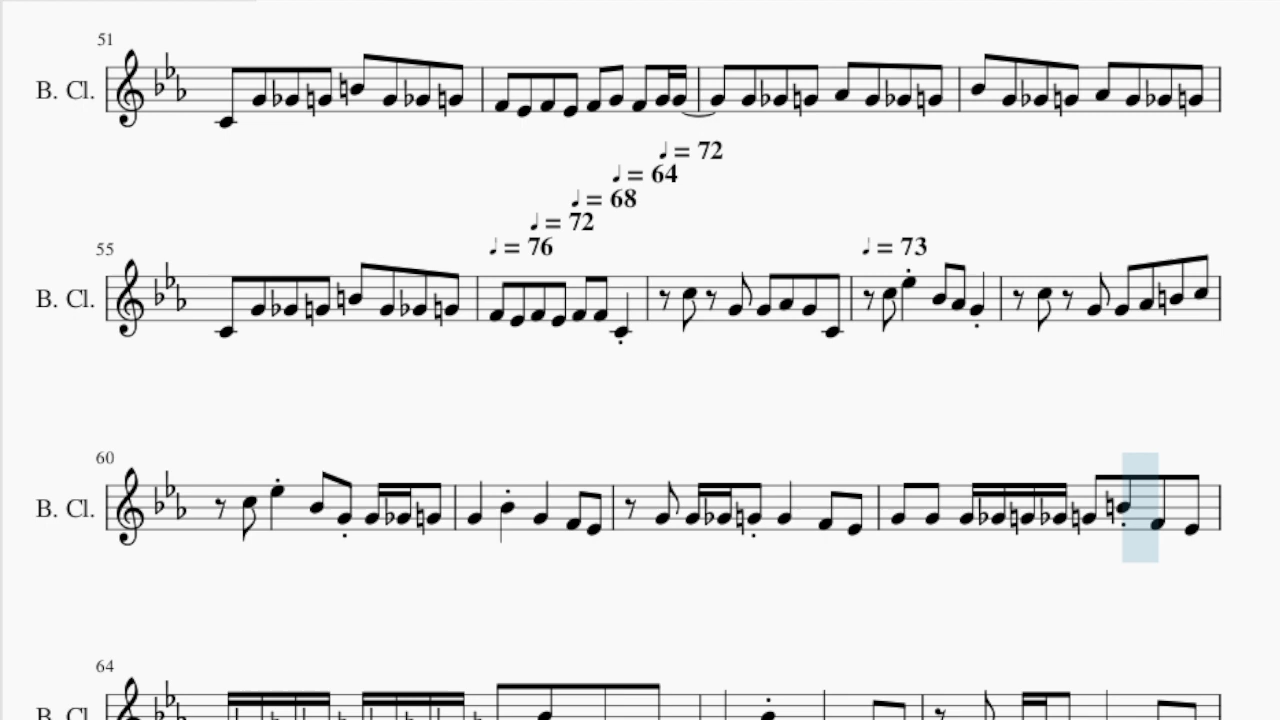 51
B. Cl.
♩ = 72
♩ = 64
♩ = 68
♩ = 72
55
♩ = 76
♩ = 73
B. Cl.
60
B. Cl.
64
B. Cl.